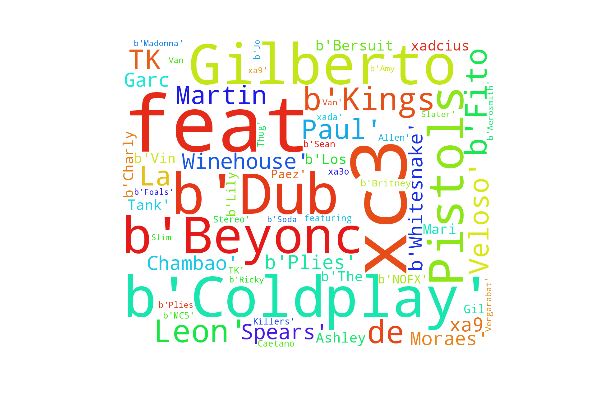 b'Madonna'
b'Jo
b'Bersuit
xadcius
TK
Van
Gilberto
xa9'
b'Amy
Garc
Martin
b'Kings
Van'
b'Fito
b'Aerosmith'
feat
xada'
Slater'
Paul'
Thug'
Allen'
b'Sean
b'Charly
b'Vin
Winehouse'
b'Los
xc3
Pistols
La
b'Dub
Paez'
xa3o
b'Foals'
b'Lily
b'Britney
b'Whitesnake'
Veloso'
Tank'
b'Beyonc
Stereo'
b'Soda
featuring
Mari
Slim
Chambao'
b'Plies'
TK'
b'Ricky
b'The
b'NOFX'
b'Coldplay'
Vergarabat'
b'Plies
b'MC5'
Gil
Leon'
Killers'
Spears'
Caetano
Ashley
de
xa9
Moraes'